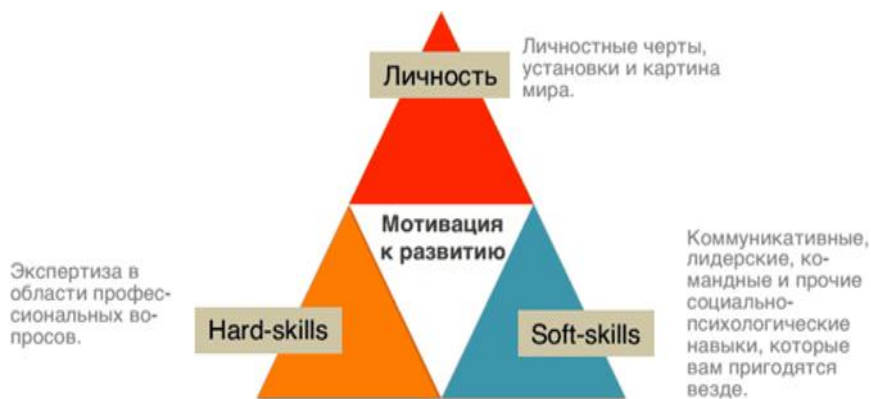 Личность
Личностные черты,
установки и картина
мира.
Мотивация
к развитию
Экспертиза в
области профес-
сиональных во-
просов.
Hard-skills
Soft-skills
Коммуникативные,
лидерские, ко-
мандные и прочие
социально-
психологические
навыки, которые
вам пригодятся
везде.